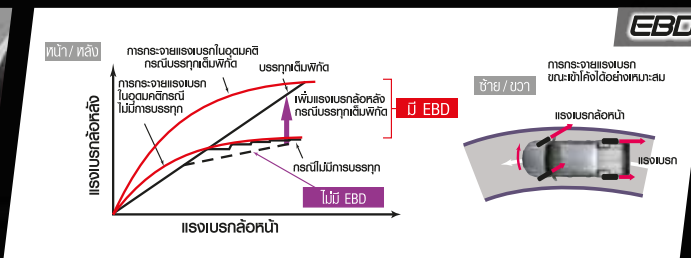 EBD
หน้า / หลัง
การกระจายแรงเบรกในอุดมคติ
กรณีบรรทุกเต็มพิกัด
บรรทุกเต็มพิกัด
การกระจายแรงเบรก
ในอุดมคติกรณี
ไม่มีการบรรทุก
เพิ่มแรงเบรกล้อหลัง
กรณีบรรทุกเต็มพิกัด
มี EBD
กรณีไม่มีการบรรทุก
ไม่มี EBD
แรงเบรกล้อหลัง
แรงเบรกล้อหน้า
การกระจายแรงเบรก
ขณะเข้าโค้งได้อย่างเหมาะสม
ซ้าย / ขวา
แรงเบรกล้อหน้า
แรงเบรก